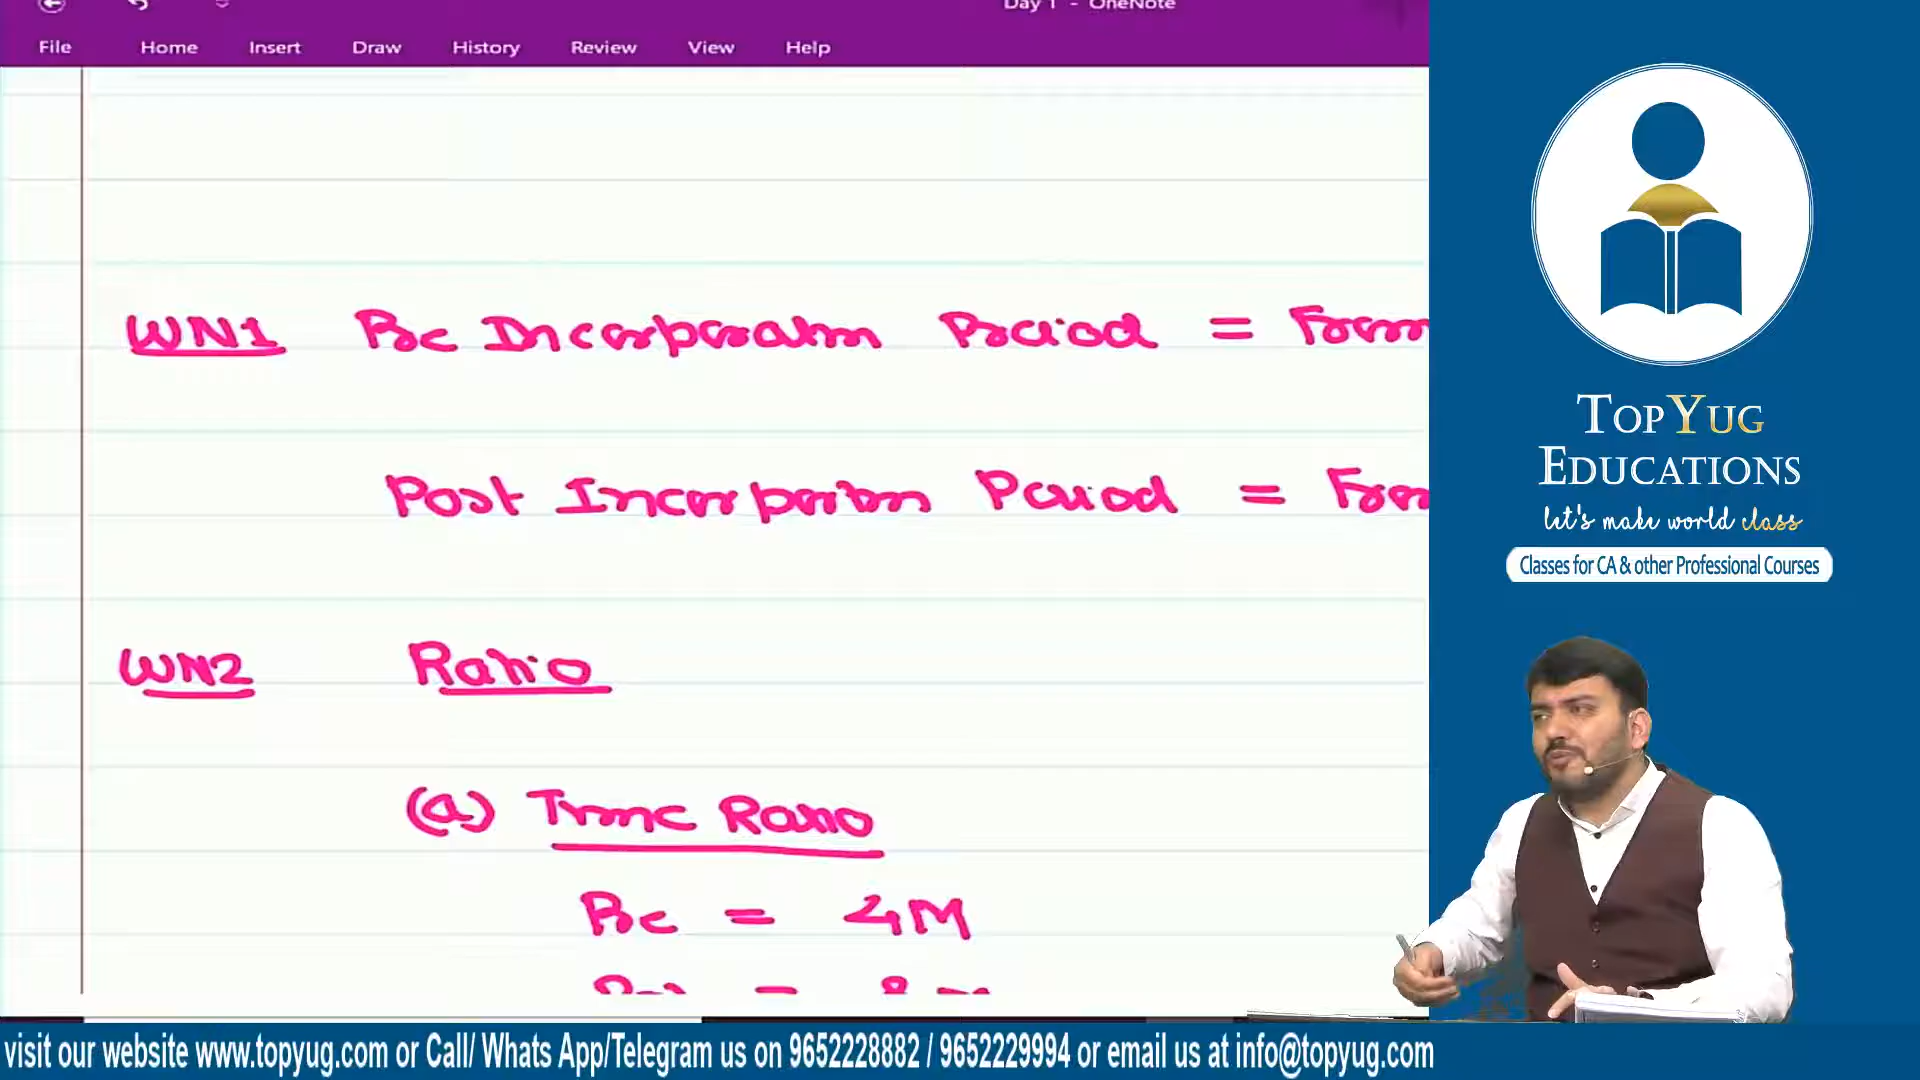 Day 1 - OneNote
File Home Insert Draw History Review View Help
WN1 Pre Incorporation Period = From
Post Incorporation Period = From
WN2 Ratio
(a) Time Ratio
Pre = 4M
TOPYUG
EDUCATIONS
let's make world class
Classes for CA & other Professional Courses
visit our website www.topyug.com or Call/ Whats App/Telegram us on 9652228882 / 9652229994 or email us at info@topyug.com